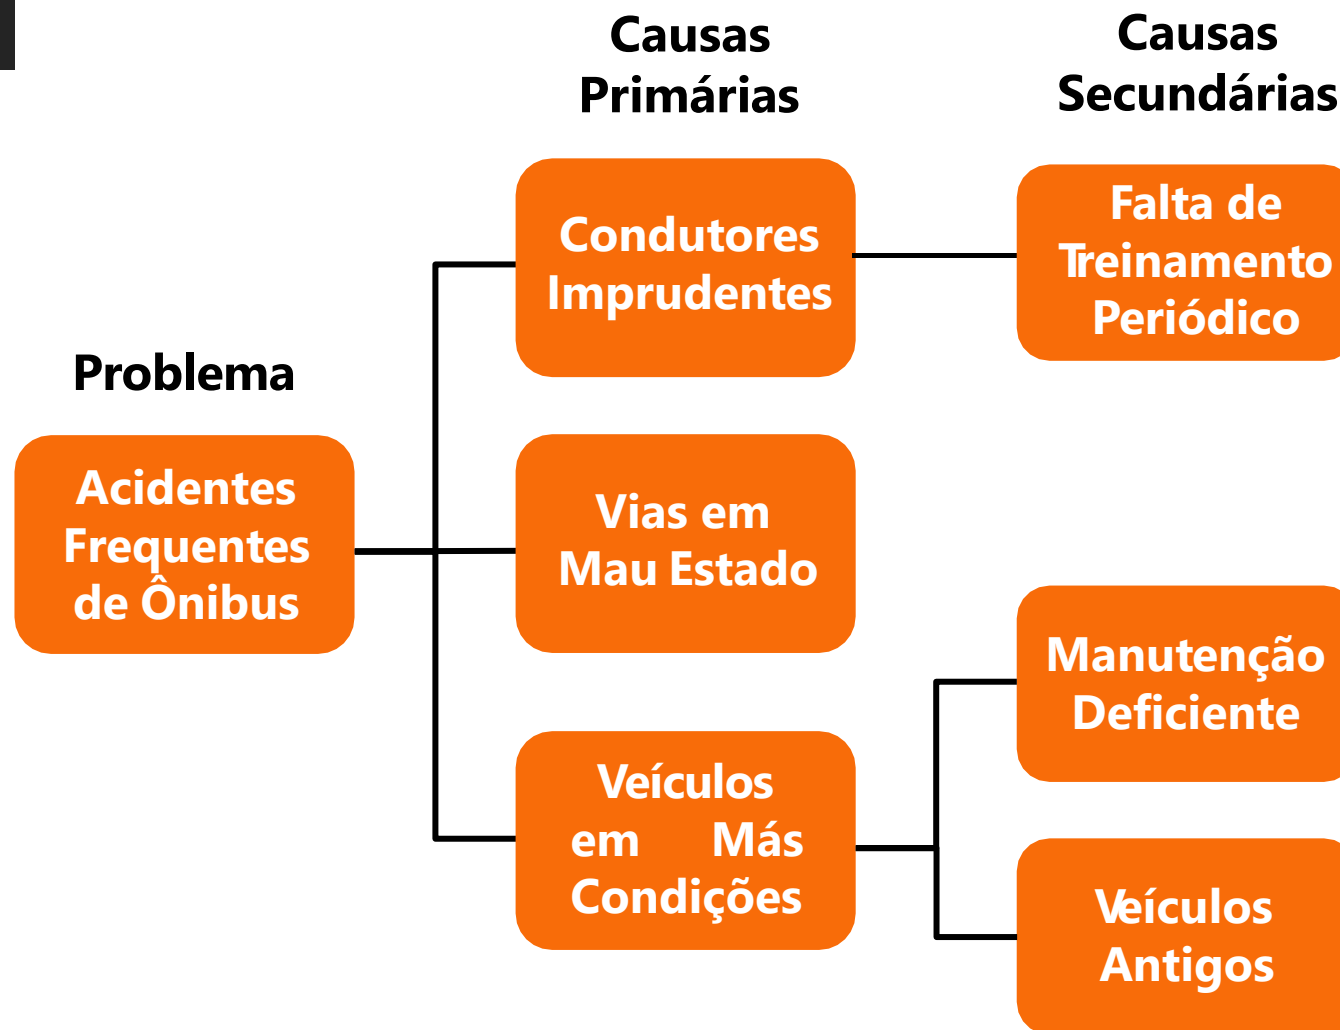 Causas
Primárias
Causas
Secundárias
Condutores
Imprudentes
Falta de
Treinamento
Periódico
Problema
Acidentes
Frequentes
de Ônibus
Vias em
Mau Estado
Manutenção
Deficiente
Veículos
em Más
Condições
Veículos
Antigos